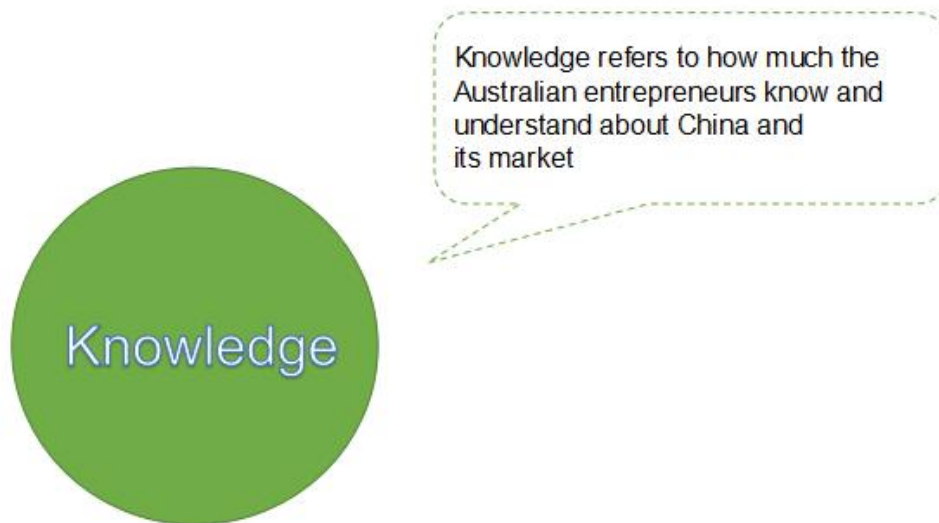 Knowledge refers to how much the
Australian entrepreneurs know and
understand about China and
its market
Knowledge